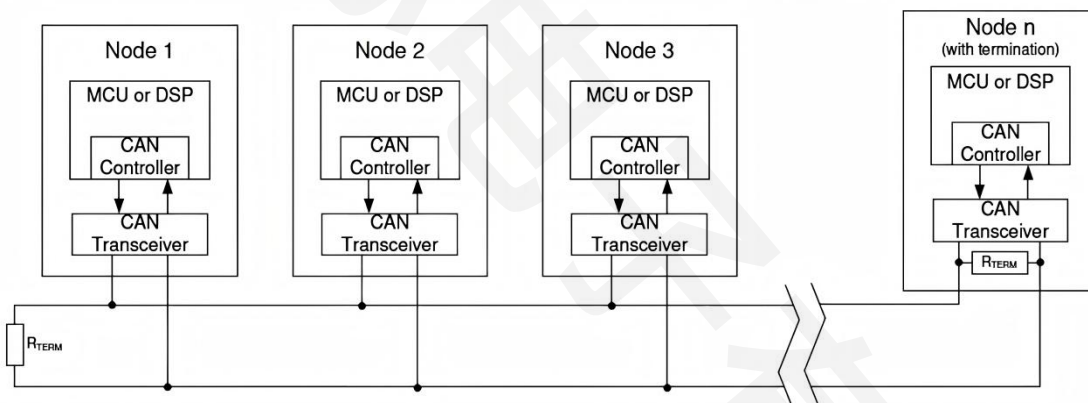 Node 1
MCU or DSP
CAN
Controller
CAN
Transceiver
Node 2
MCU or DSP
CAN
Controller
CAN
Transceiver
Node 3
MCU or DSP
CAN
Controller
CAN
Transceiver
Node n
(with termination)
MCU or DSP
CAN
Controller
CAN
Transceiver
RTERM
RTERM